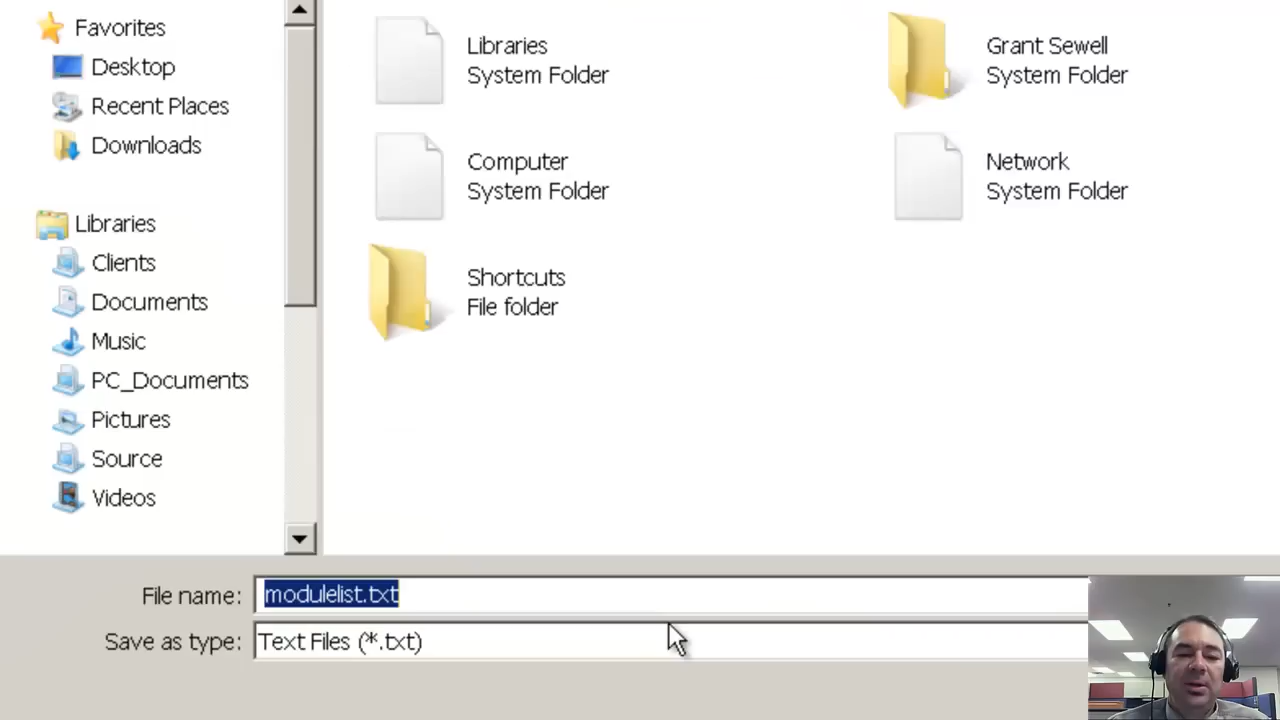 Favorites
Desktop
Recent Places
Downloads
Libraries
Clients
Documents
Music
PC_Documents
Pictures
Source
Videos
Libraries
System Folder
Grant Sewell
System Folder
Computer
System Folder
Network
System Folder
Shortcuts
File folder
File name: modulelist.txt
Save as type: Text Files (*.txt)